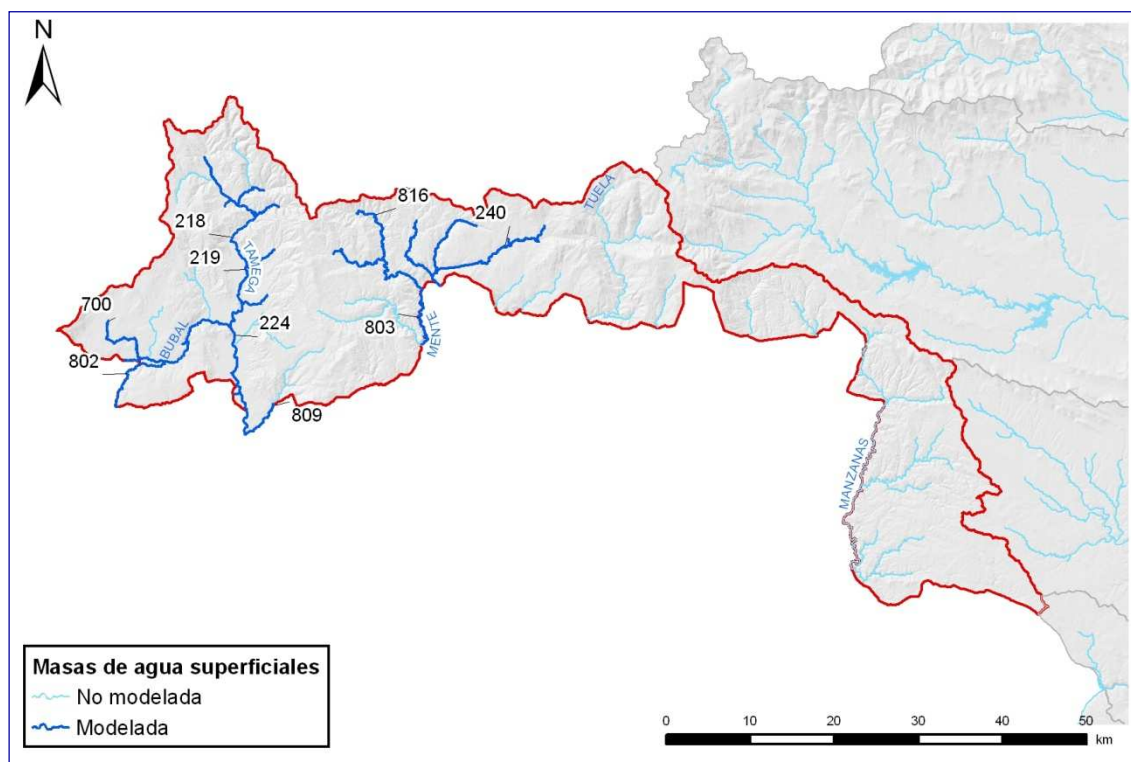 N
816
TUELA
240
218
TAMEGA
219
700
BUBAL
224
803
MENTE
802
809
MANZANAS
Masas de agua superficiales
No modelada
Modelada
0 10 20 30 40 50
km